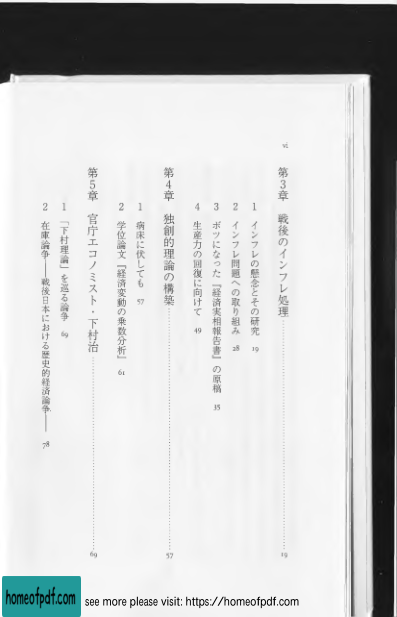 vi
第3章 戦後のインフレ処理……19
1 インフレの懸念とその研究 19
2 インフレ問題への取り組み 28
3 ボツになった『経済実相報告書』の原稿 35
4 生産力の回復に向けて 49
第4章 独創的理論の構築……57
1 病床に伏しても 57
2 学位論文『経済変動の乗数分析』 61
第5章 官庁エコノミスト・下村治……69
1 「下村理論」を巡る論争 69
2 在庫論争――戦後日本における歴史的経済論争―― 78
homeofpdf.com
see more please visit: https://homeofpdf.com